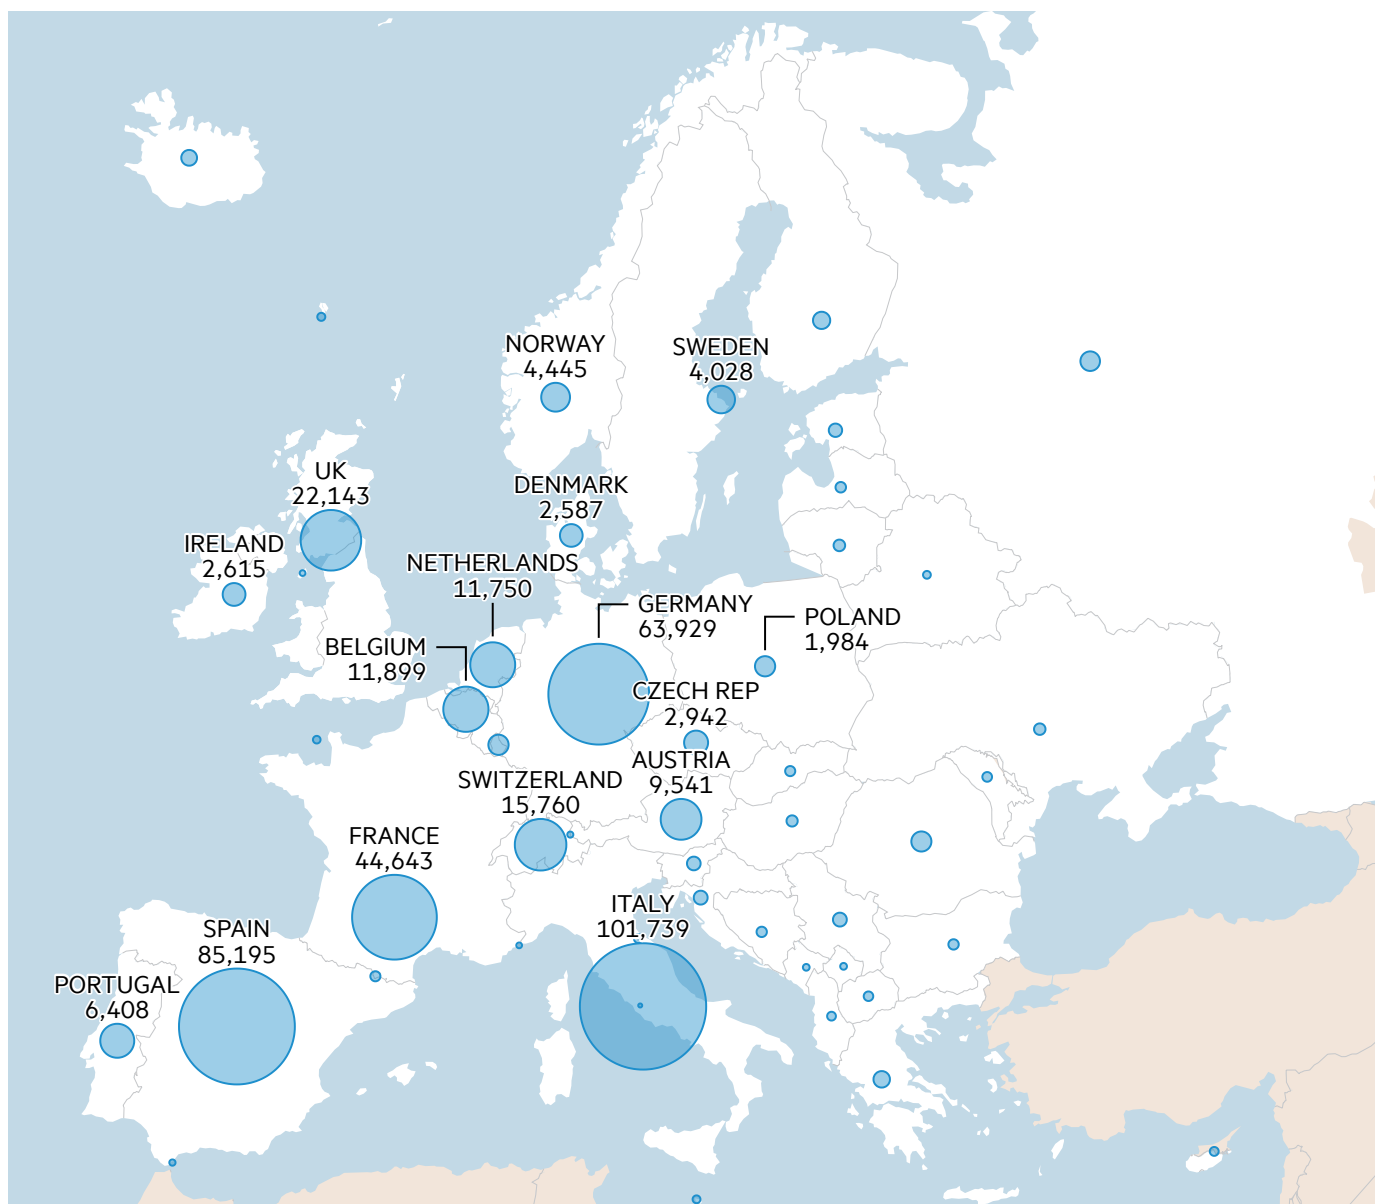 NORWAY
4,445
SWEDEN
4,028
UK
22,143
DENMARK
2,587
IRELAND
2,615
NETHERLANDS
11,750
GERMANY
63,929
POLAND
1,984
BELGIUM
11,899
CZECH REP
2,942
AUSTRIA
9,541
SWITZERLAND
15,760
FRANCE
44,643
ITALY
101,739
SPAIN
85,195
PORTUGAL
6,408